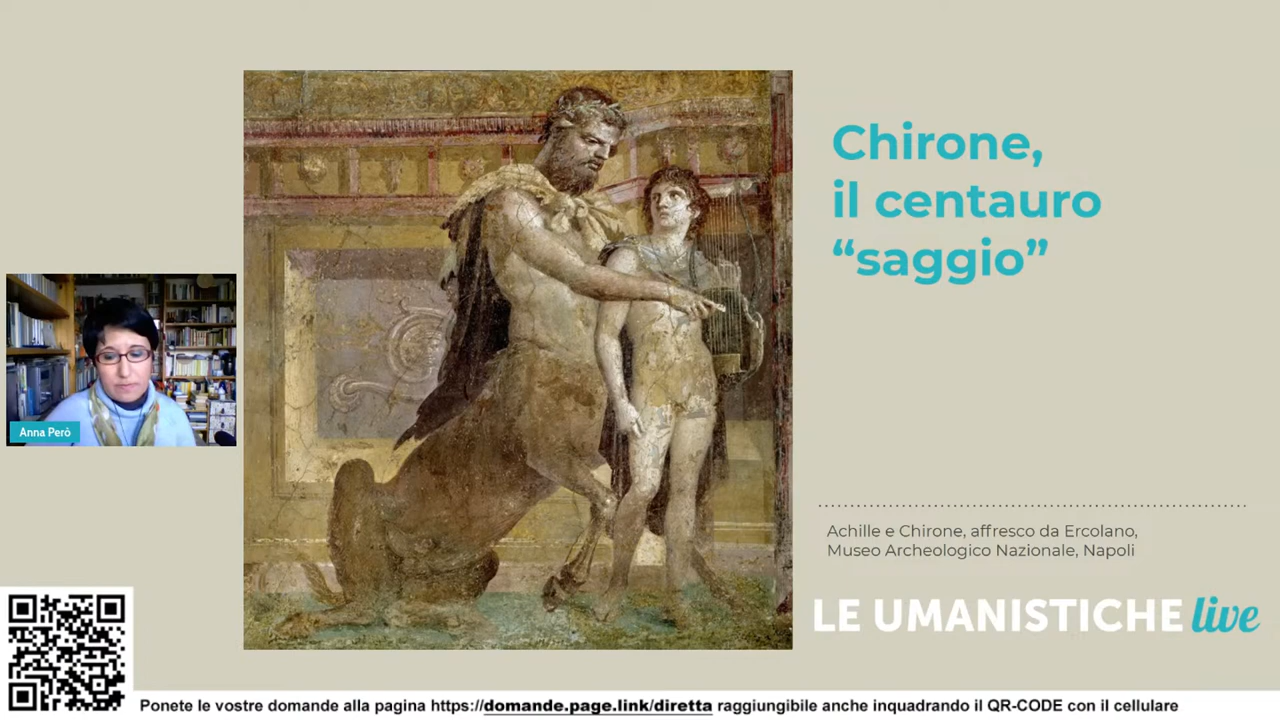 Chirone,
il centauro
“saggio”
Anna Però
Achille e Chirone, affresco da Ercolano,
Museo Archeologico Nazionale, Napoli
LE UMANISTICHE live
Ponete le vostre domande alla pagina https://domande.page.link/diretta raggiungibile anche inquadrando il QR-CODE con il cellulare